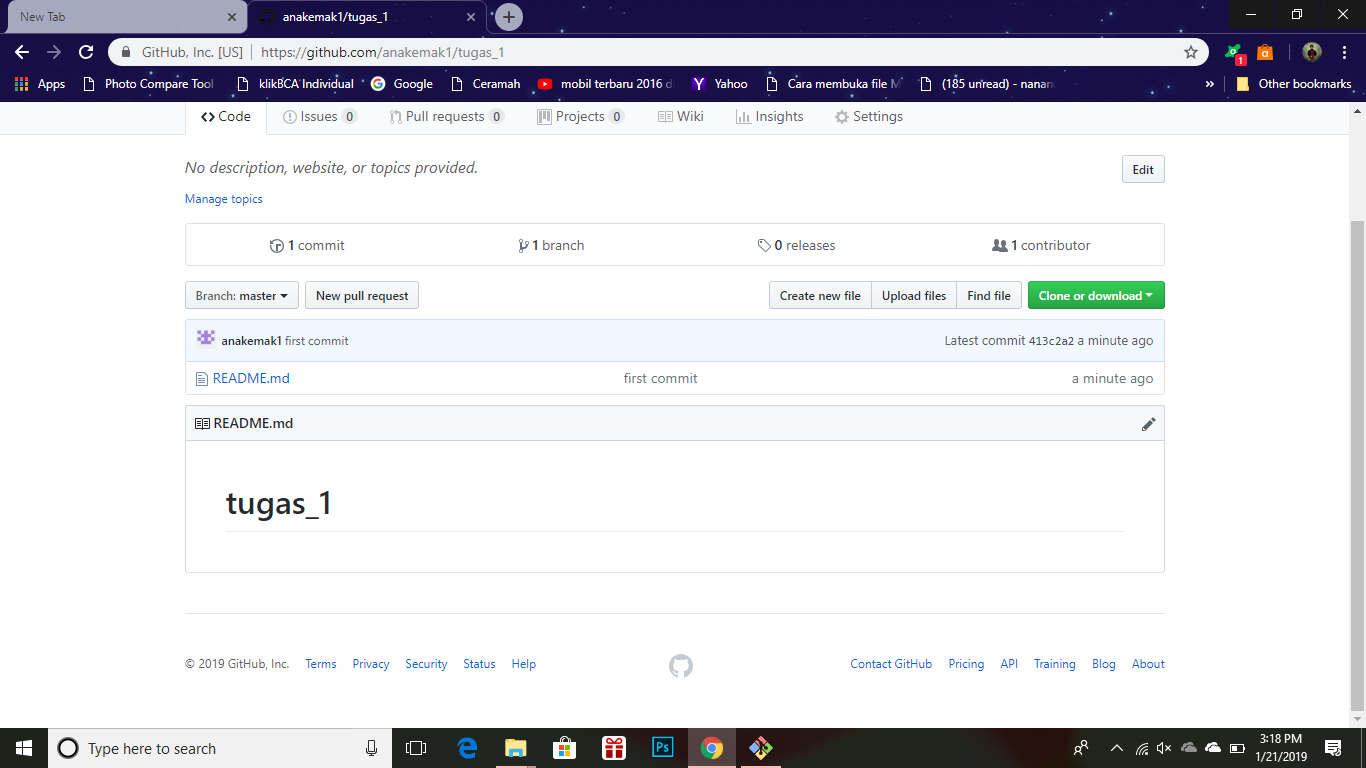 New Tab
anakemak1/tugas_1
GitHub, Inc. [US] | https://github.com/anakemak1/tugas_1
1
Apps
Photo Compare Tool
klikBCA Individual
Google
Ceramah
mobil terbaru 2016 d
Yahoo
Cara membuka file M
(185 unread) - nanan
»
Other bookmarks
Code
Issues 0
Pull requests 0
Projects 0
Wiki
Insights
Settings
No description, website, or topics provided.
Edit
Manage topics
1 commit
1 branch
0 releases
1 contributor
Branch: master
New pull request
Create new file
Upload files
Find file
Clone or download
anakemak1 first commit
Latest commit 413c2a2 a minute ago
README.md
first commit
a minute ago
README.md
tugas_1
© 2019 GitHub, Inc.
Terms
Privacy
Security
Status
Help
Contact GitHub
Pricing
API
Training
Blog
About
Type here to search
Ps
3:18 PM
1/21/2019